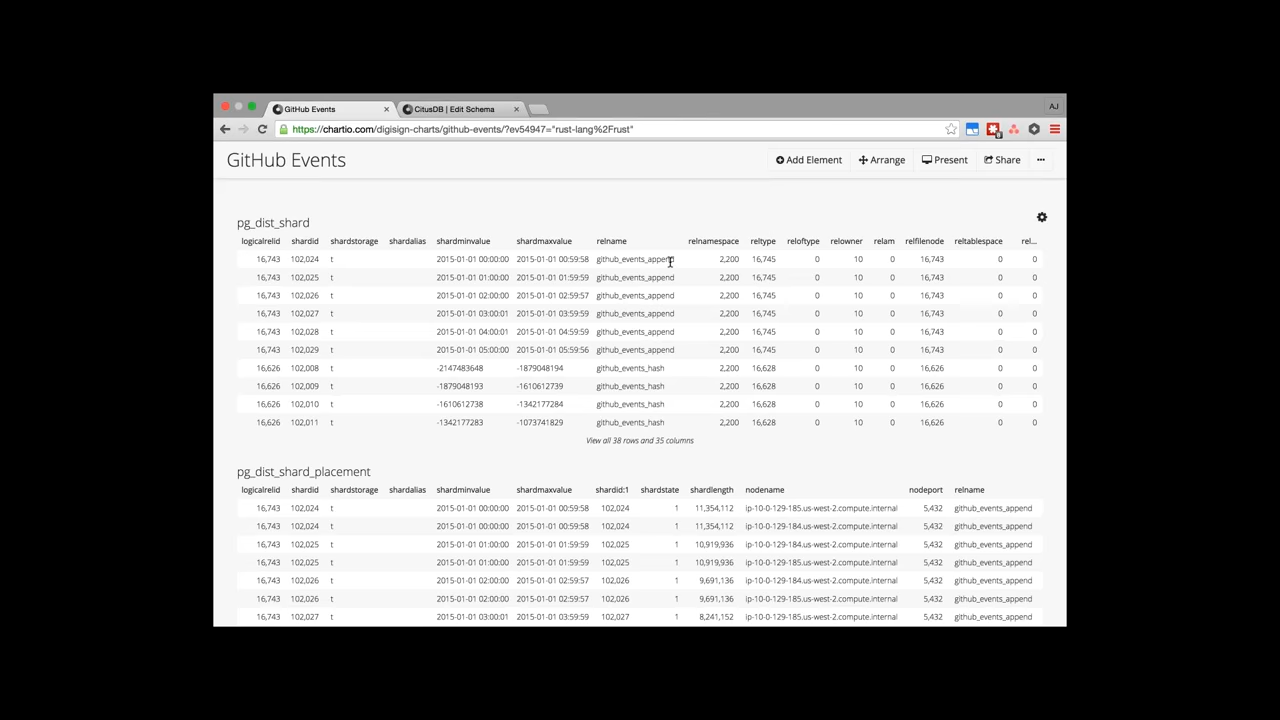 GitHub Events
CitusDB | Edit Schema
AJ
https://chartio.com/digisign-charts/github-events/?ev54947="rust-lang%2Frust"
GitHub Events
Add Element Arrange Present Share
pg_dist_shard
logicalrelid shardid shardstorage shardalias shardminvalue shardmaxvalue relname relnamespace reltype reloftype relowner relam relfilenode reltablespace rel...
16,743 102,024 t 2015-01-01 00:00:00 2015-01-01 00:59:58 github_events_append 2,200 16,745 0 10 0 16,743 0 0
16,743 102,025 t 2015-01-01 01:00:00 2015-01-01 01:59:59 github_events_append 2,200 16,745 0 10 0 16,743 0 0
16,743 102,026 t 2015-01-01 02:00:00 2015-01-01 02:59:57 github_events_append 2,200 16,745 0 10 0 16,743 0 0
16,743 102,027 t 2015-01-01 03:00:01 2015-01-01 03:59:59 github_events_append 2,200 16,745 0 10 0 16,743 0 0
16,743 102,028 t 2015-01-01 04:00:01 2015-01-01 04:59:59 github_events_append 2,200 16,745 0 10 0 16,743 0 0
16,743 102,029 t 2015-01-01 05:00:00 2015-01-01 05:59:56 github_events_append 2,200 16,745 0 10 0 16,743 0 0
16,626 102,008 t -2147483648 -1879048194 github_events_hash 2,200 16,628 0 10 0 16,626 0 0
16,626 102,009 t -1879048193 -1610612739 github_events_hash 2,200 16,628 0 10 0 16,626 0 0
16,626 102,010 t -1610612738 -1342177284 github_events_hash 2,200 16,628 0 10 0 16,626 0 0
16,626 102,011 t -1342177283 -1073741829 github_events_hash 2,200 16,628 0 10 0 16,626 0 0
View all 38 rows and 35 columns
pg_dist_shard_placement
logicalrelid shardid shardstorage shardalias shardminvalue shardmaxvalue shardid:1 shardstate shardlength nodename nodeport relname
16,743 102,024 t 2015-01-01 00:00:00 2015-01-01 00:59:58 102,024 1 11,354,112 ip-10-0-129-185.us-west-2.compute.internal 5,432 github_events_append
16,743 102,024 t 2015-01-01 00:00:00 2015-01-01 00:59:58 102,024 1 11,354,112 ip-10-0-129-184.us-west-2.compute.internal 5,432 github_events_append
16,743 102,025 t 2015-01-01 01:00:00 2015-01-01 01:59:59 102,025 1 10,919,936 ip-10-0-129-184.us-west-2.compute.internal 5,432 github_events_append
16,743 102,025 t 2015-01-01 01:00:00 2015-01-01 01:59:59 102,025 1 10,919,936 ip-10-0-129-185.us-west-2.compute.internal 5,432 github_events_append
16,743 102,026 t 2015-01-01 02:00:00 2015-01-01 02:59:57 102,026 1 9,691,136 ip-10-0-129-184.us-west-2.compute.internal 5,432 github_events_append
16,743 102,026 t 2015-01-01 02:00:00 2015-01-01 02:59:57 102,026 1 9,691,136 ip-10-0-129-185.us-west-2.compute.internal 5,432 github_events_append
16,743 102,027 t 2015-01-01 03:00:01 2015-01-01 03:59:59 102,027 1 8,241,152 ip-10-0-129-185.us-west-2.compute.internal 5,432 github_events_append